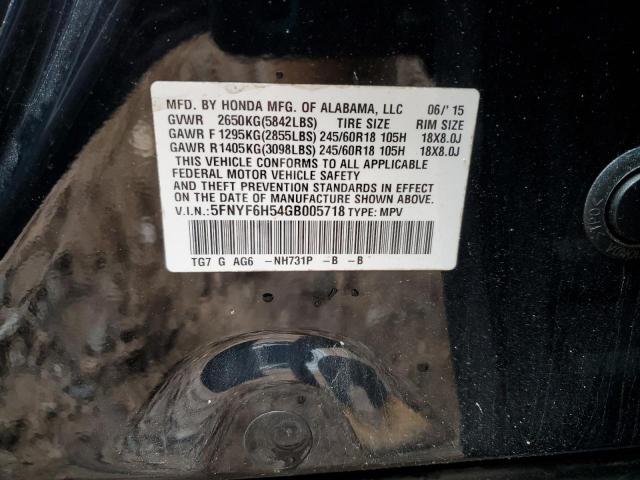 MFD. BY HONDA MFG. OF ALABAMA, LLC 06/'15
GVWR 2650KG(5842LBS) TIRE SIZE RIM SIZE
GAWR F 1295KG(2855LBS) 245/60R18 105H 18X8.0J
GAWR R 1405KG(3098LBS) 245/60R18 105H 18X8.0J
THIS VEHICLE CONFORMS TO ALL APPLICABLE
FEDERAL MOTOR VEHICLE SAFETY
AND THEFT PREVENTION STANDARDS IN EFFECT
ON THE DATE OF MANUFACTURE SHOWN ABOVE.
V.I.N.:5FNYF6H54GB005718 TYPE: MPV
TG7 G AG6 -NH731P -B -B